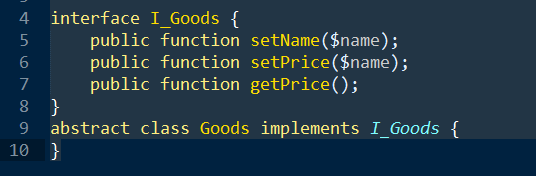 4 interface I_Goods {
5 public function setName($name);
6 public function setPrice($name);
7 public function getPrice();
8 }
9 abstract class Goods implements I_Goods {
10 }